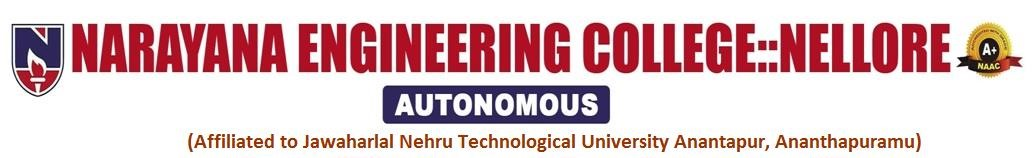 N NARAYANA ENGINEERING COLLEGE::NELLORE
A+
NAAC
AUTONOMOUS
(Affiliated to Jawaharlal Nehru Technological University Anantapur, Ananthapuramu)